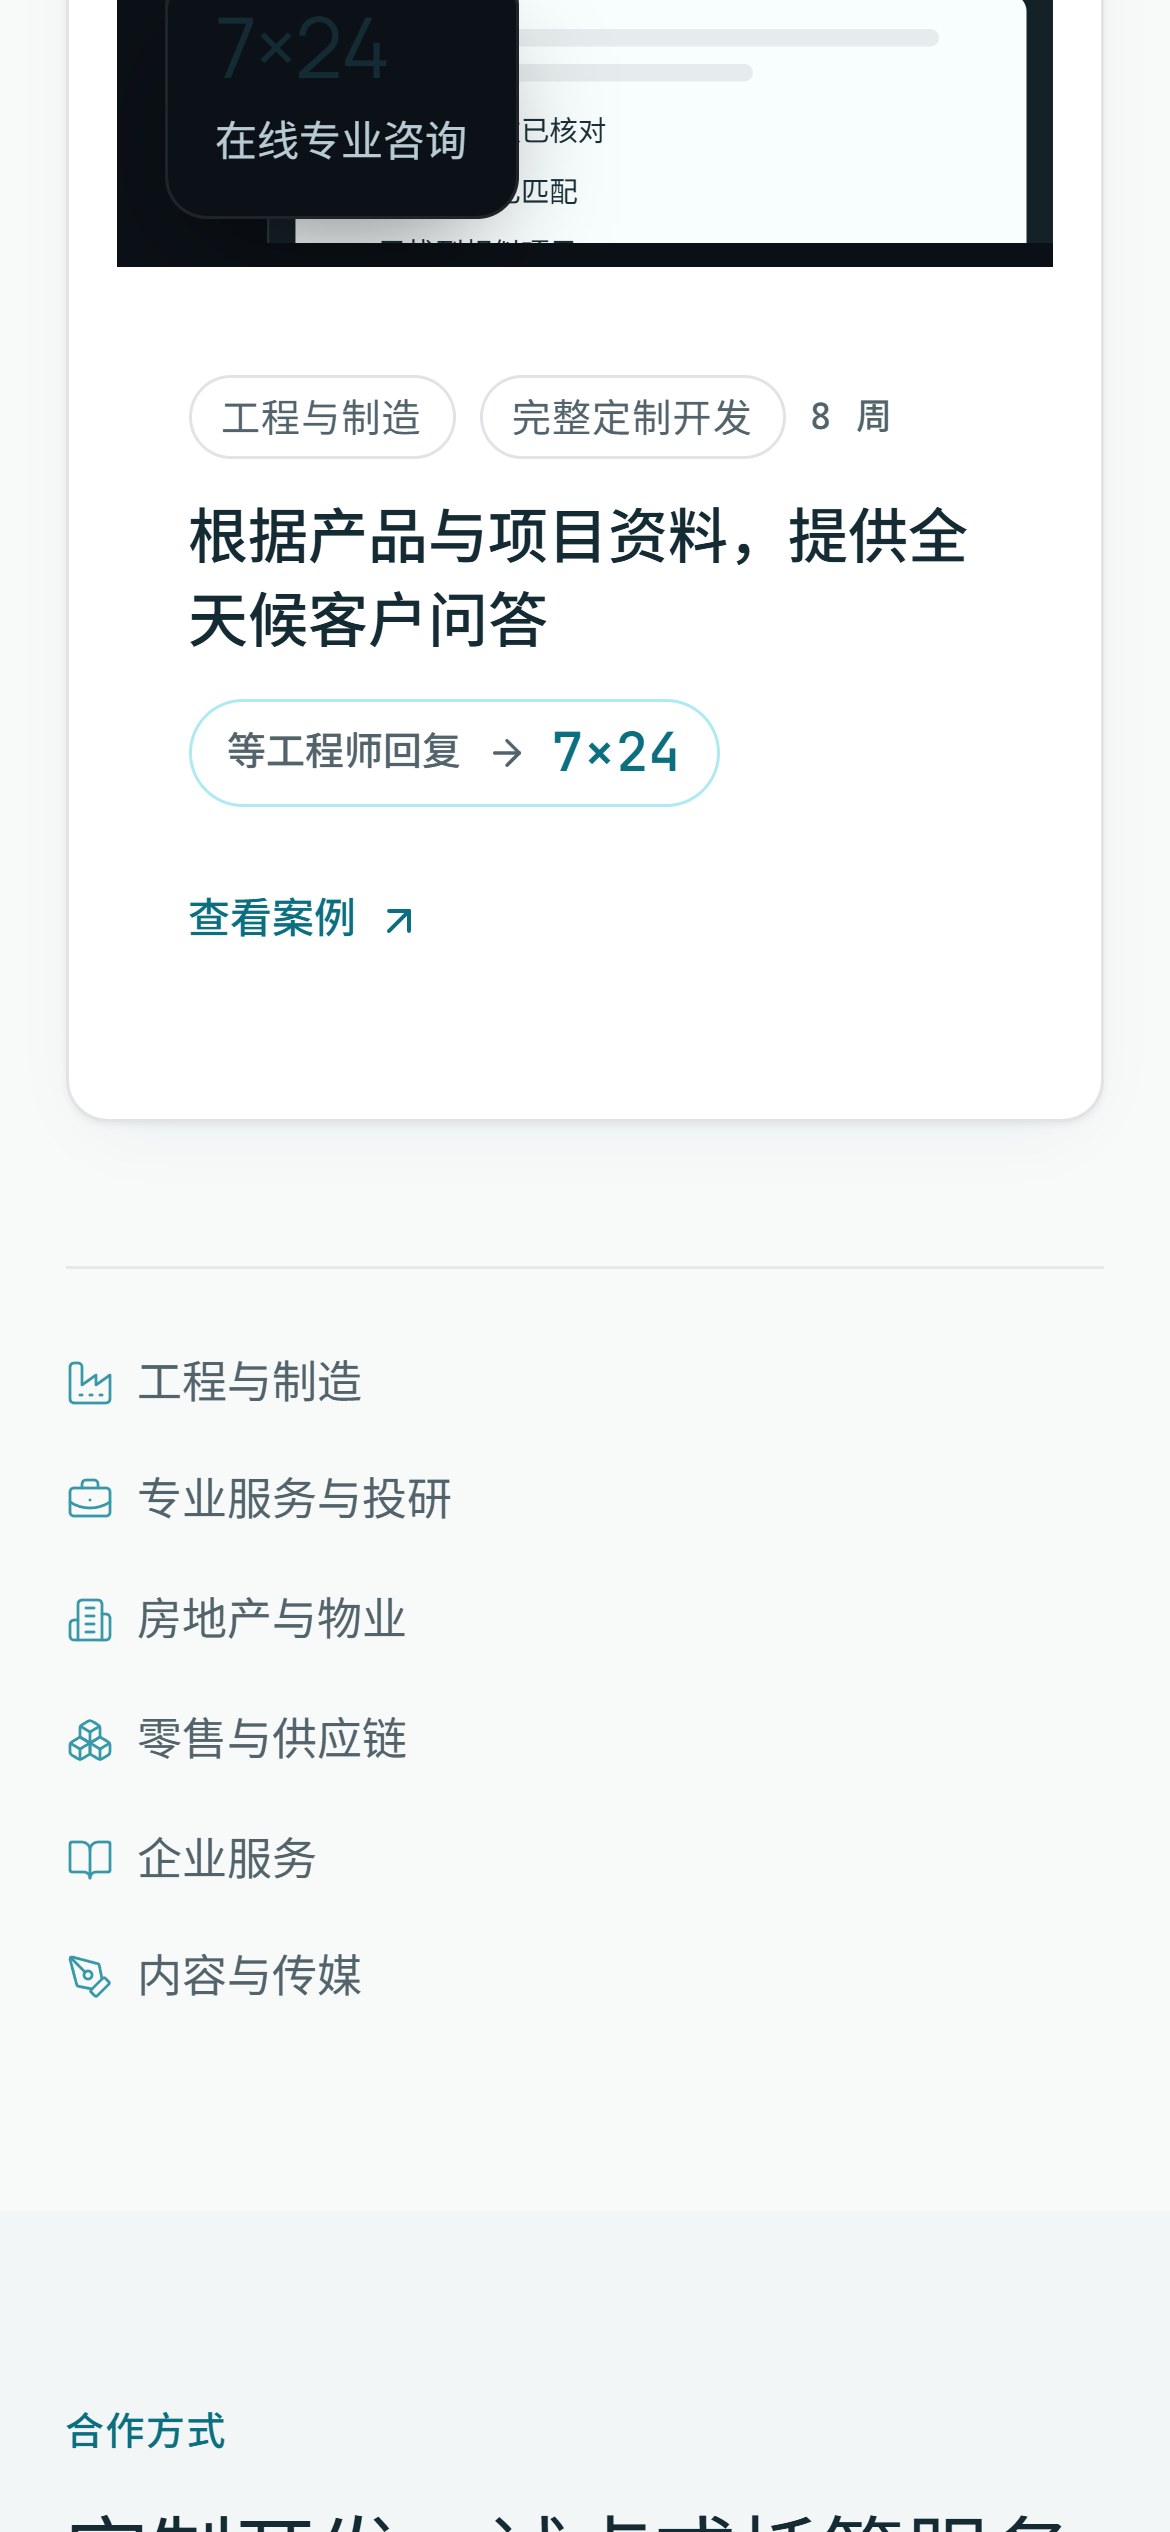 7×24
在线专业咨询
已核对
匹配
工程与制造
完整定制开发
8 周
根据产品与项目资料，提供全
天候客户问答
等工程师回复 → 7×24
查看案例
工程与制造
专业服务与投研
房地产与物业
零售与供应链
企业服务
内容与传媒
合作方式